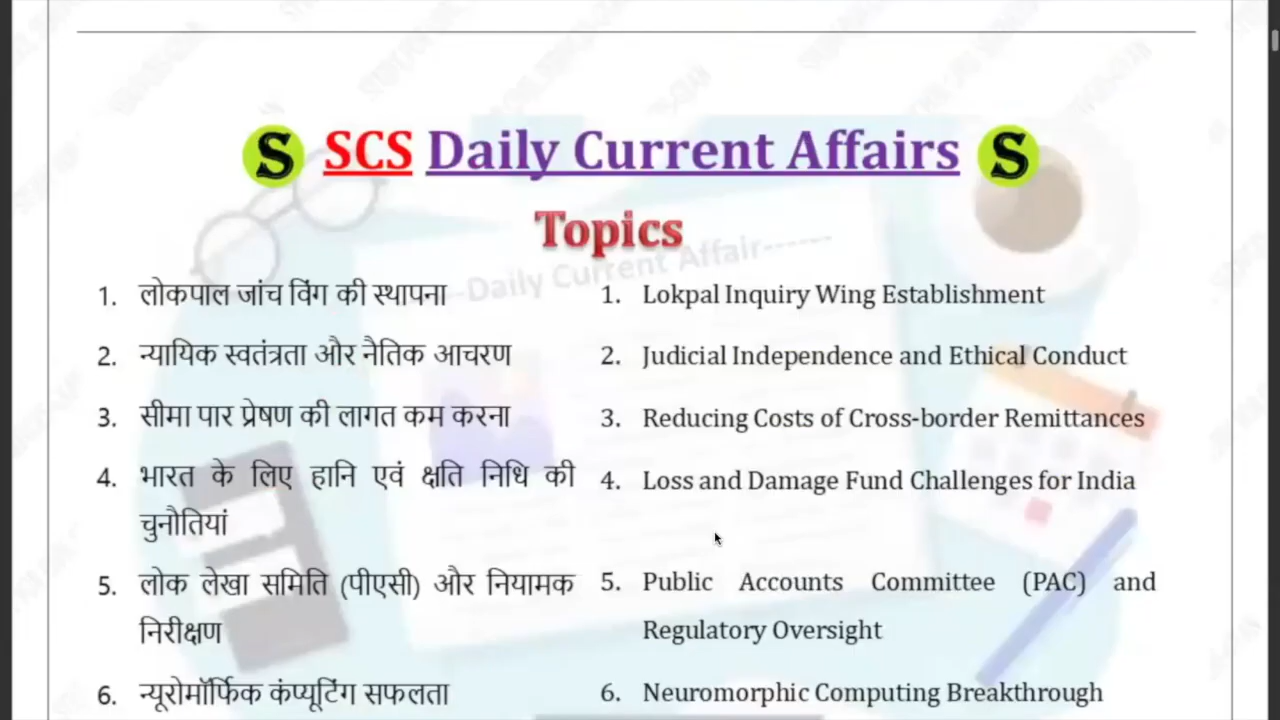 S SCS Daily Current Affairs S
Topics
---Daily Current Affair------
1. लोकपाल जांच विंग की स्थापना
2. न्यायिक स्वतंत्रता और नैतिक आचरण
3. सीमा पार प्रेषण की लागत कम करना
4. भारत के लिए हानि एवं क्षति निधि की
चुनौतियां
5. लोक लेखा समिति (पीएसी) और नियामक
निरीक्षण
6. न्यूरोमॉर्फिक कंप्यूटिंग सफलता
1. Lokpal Inquiry Wing Establishment
2. Judicial Independence and Ethical Conduct
3. Reducing Costs of Cross-border Remittances
4. Loss and Damage Fund Challenges for India
5. Public Accounts Committee (PAC) and
Regulatory Oversight
6. Neuromorphic Computing Breakthrough